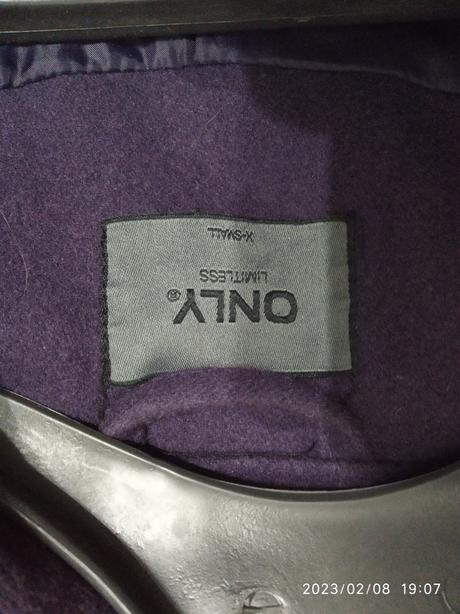 ONLY®
LIMITLESS
X-SMALL
2023/02/08 19:07